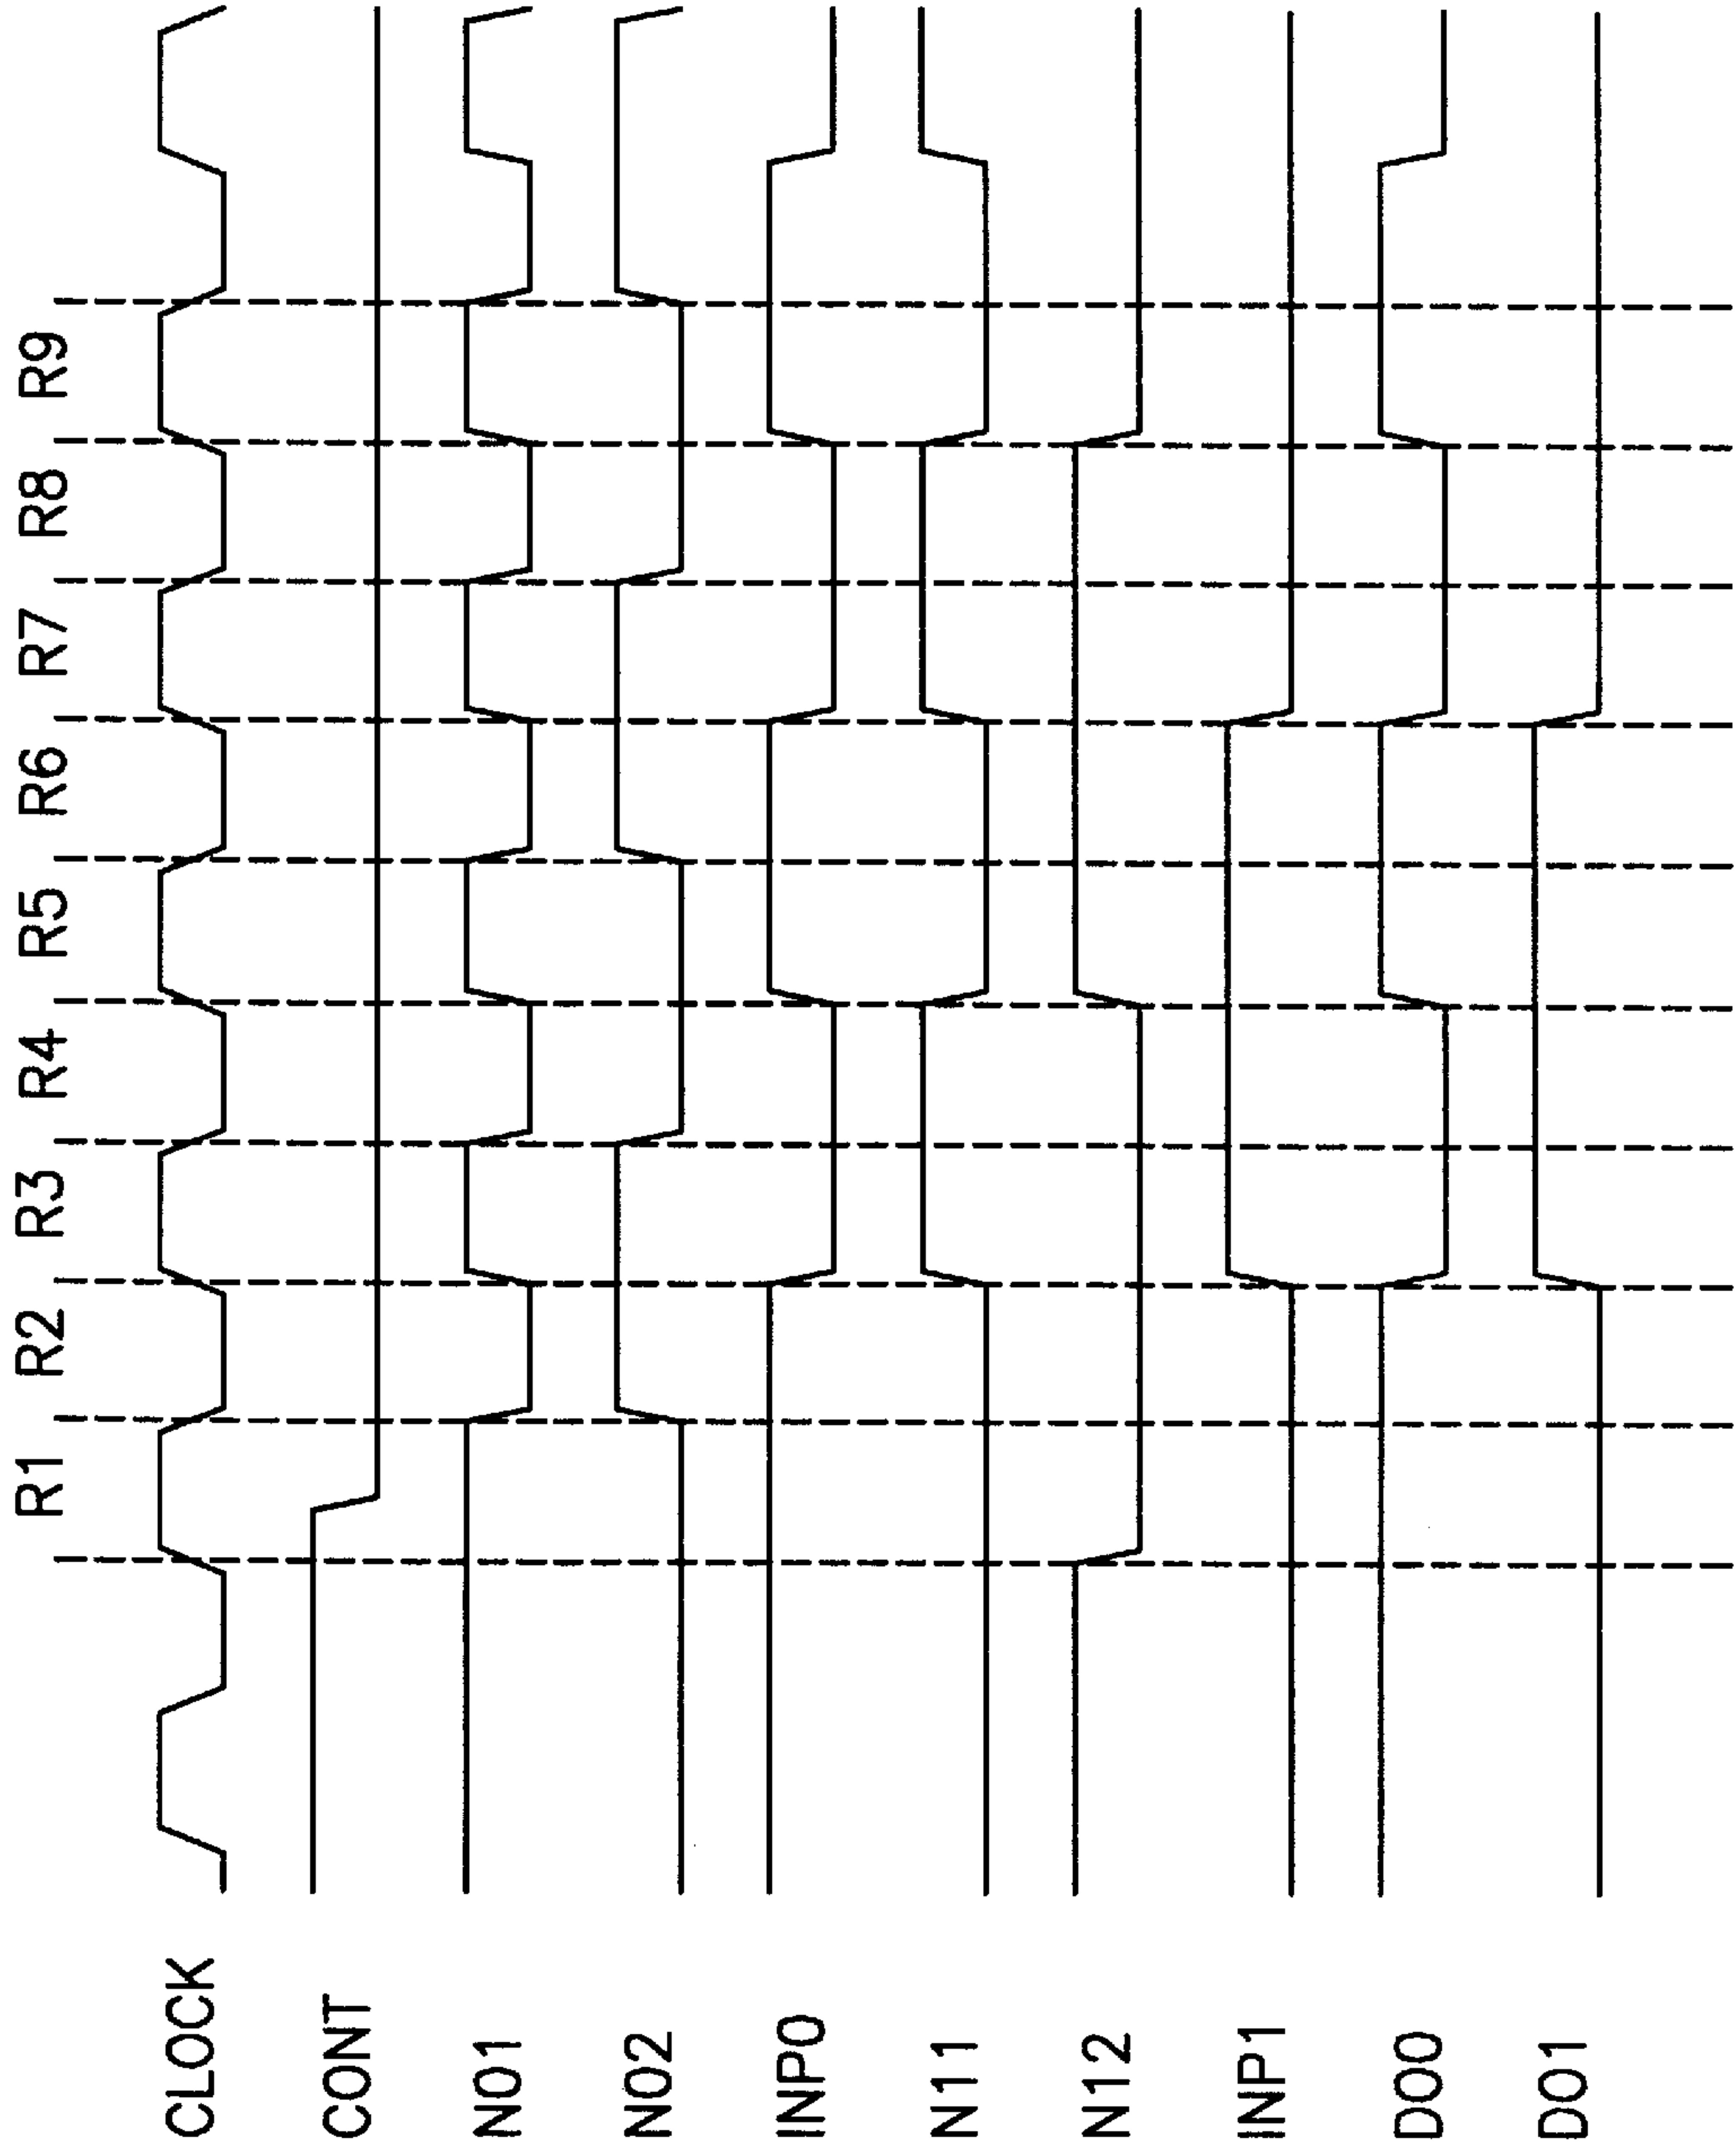 R1 R2 R3 R4 R5 R6 R7 R8 R9
CLOCK
CONT
N01
N02
INP0
N11
N12
INP1
D00
D01